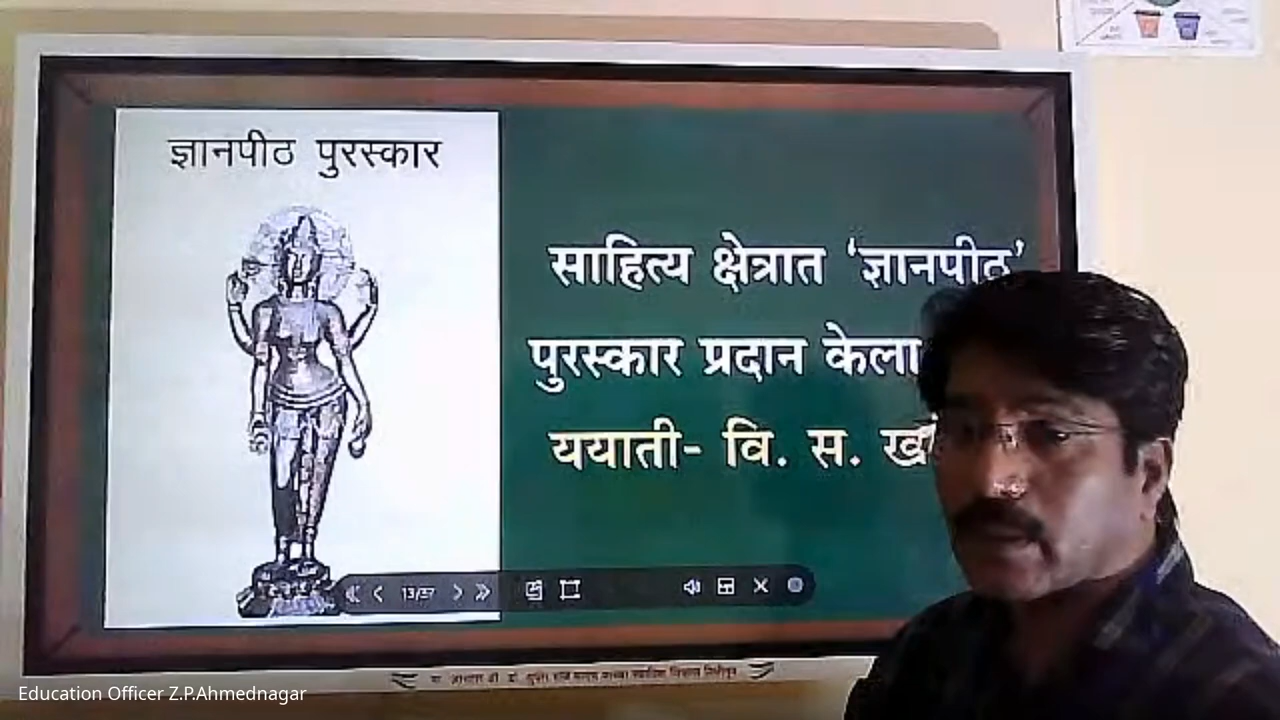 ज्ञानपीठ पुरस्कार
साहित्य क्षेत्रात ‘ज्ञानपीठ’
पुरस्कार प्रदान केला
ययाती- वि. स.
13/37
Education Officer Z.P.Ahmednagar